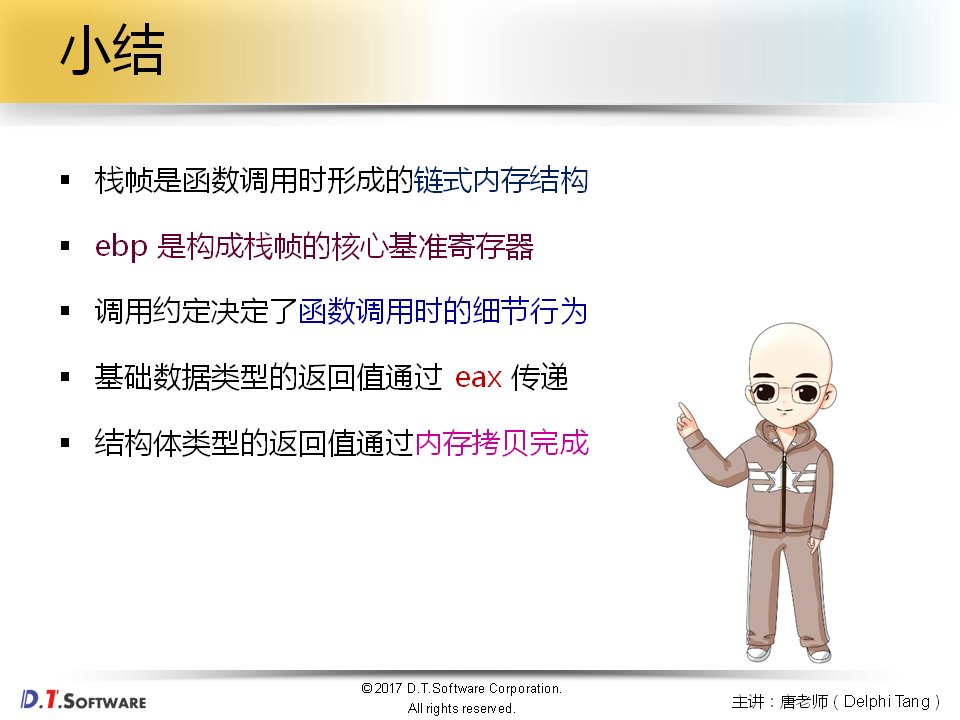 小结
▪ 栈帧是函数调用时形成的链式内存结构
▪ ebp 是构成栈帧的核心基准寄存器
▪ 调用约定决定了函数调用时的细节行为
▪ 基础数据类型的返回值通过 eax 传递
▪ 结构体类型的返回值通过内存拷贝完成
D.T.SOFTWARE
©2017 D.T.Software Corporation.
All rights reserved.
主讲：唐老师（Delphi Tang）